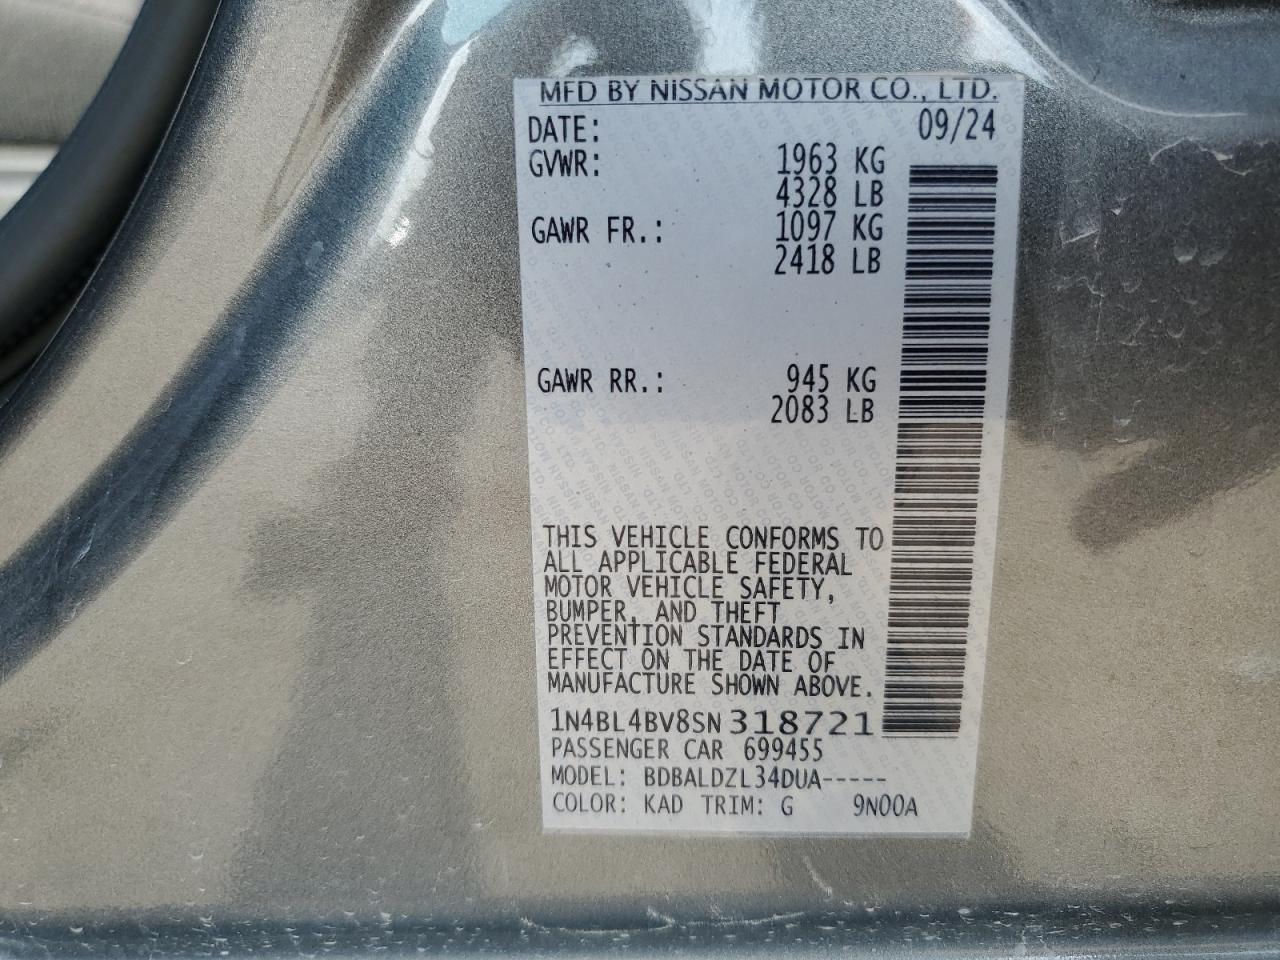 MFD BY NISSAN MOTOR CO., LTD.
DATE: 09/24
GVWR: 1963 KG
4328 LB
GAWR FR.: 1097 KG
2418 LB
GAWR RR.: 945 KG
2083 LB
THIS VEHICLE CONFORMS TO
ALL APPLICABLE FEDERAL
MOTOR VEHICLE SAFETY,
BUMPER, AND THEFT
PREVENTION STANDARDS IN
EFFECT ON THE DATE OF
MANUFACTURE SHOWN ABOVE.
1N4BL4BV8SN318721
PASSENGER CAR 699455
MODEL: BDBALDZL34DUA-----
COLOR: KAD TRIM: G 9N00A